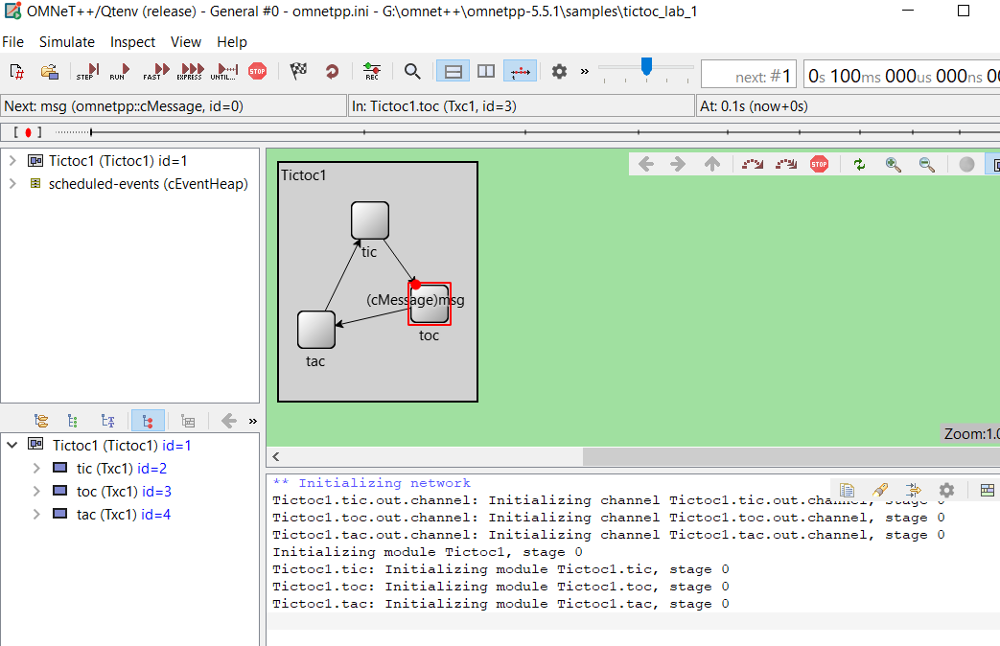 OMNeT++/Qtenv (release) - General #0 - omnetpp.ini - G:\omnet++\omnetpp-5.5.1\samples\tictoc_lab_1
File Simulate Inspect View Help
STEP RUN FAST EXPRESS UNTIL... STOP REC next: #1 0s 100ms 000us 000ns 00
Next: msg (omnetpp::cMessage, id=0) In: Tictoc1.toc (Txc1, id=3) At: 0.1s (now+0s)
Tictoc1 (Tictoc1) id=1
scheduled-events (cEventHeap)
STOP
Tictoc1
tic
(cMessage)msg
toc
tac
Zoom:1.0
Tictoc1 (Tictoc1) id=1
tic (Txc1) id=2
toc (Txc1) id=3
tac (Txc1) id=4
** Initializing network
Tictoc1.tic.out.channel: Initializing channel Tictoc1.tic.out.channel, stage 0
Tictoc1.toc.out.channel: Initializing channel Tictoc1.toc.out.channel, stage 0
Tictoc1.tac.out.channel: Initializing channel Tictoc1.tac.out.channel, stage 0
Initializing module Tictoc1, stage 0
Tictoc1.tic: Initializing module Tictoc1.tic, stage 0
Tictoc1.toc: Initializing module Tictoc1.toc, stage 0
Tictoc1.tac: Initializing module Tictoc1.tac, stage 0